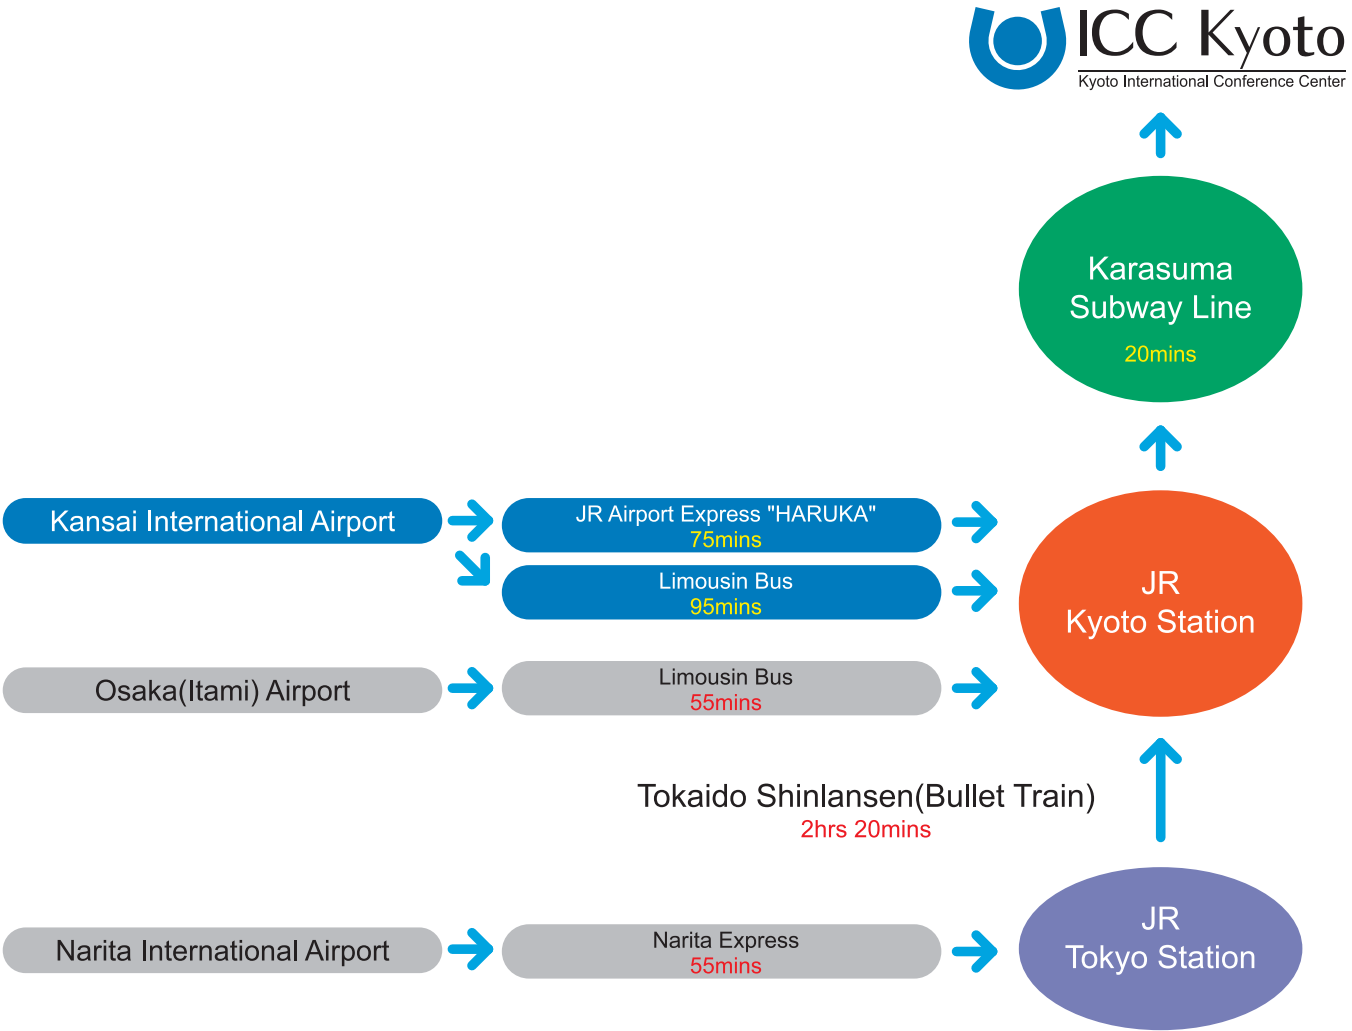 ICC Kyoto
Kyoto International Conference Center
Karasuma
Subway Line
20mins
Kansai International Airport
JR Airport Express "HARUKA"
75mins
Limousin Bus
95mins
JR
Kyoto Station
Osaka(Itami) Airport
Limousin Bus
55mins
Tokaido Shinlansen(Bullet Train)
2hrs 20mins
Narita International Airport
Narita Express
55mins
JR
Tokyo Station